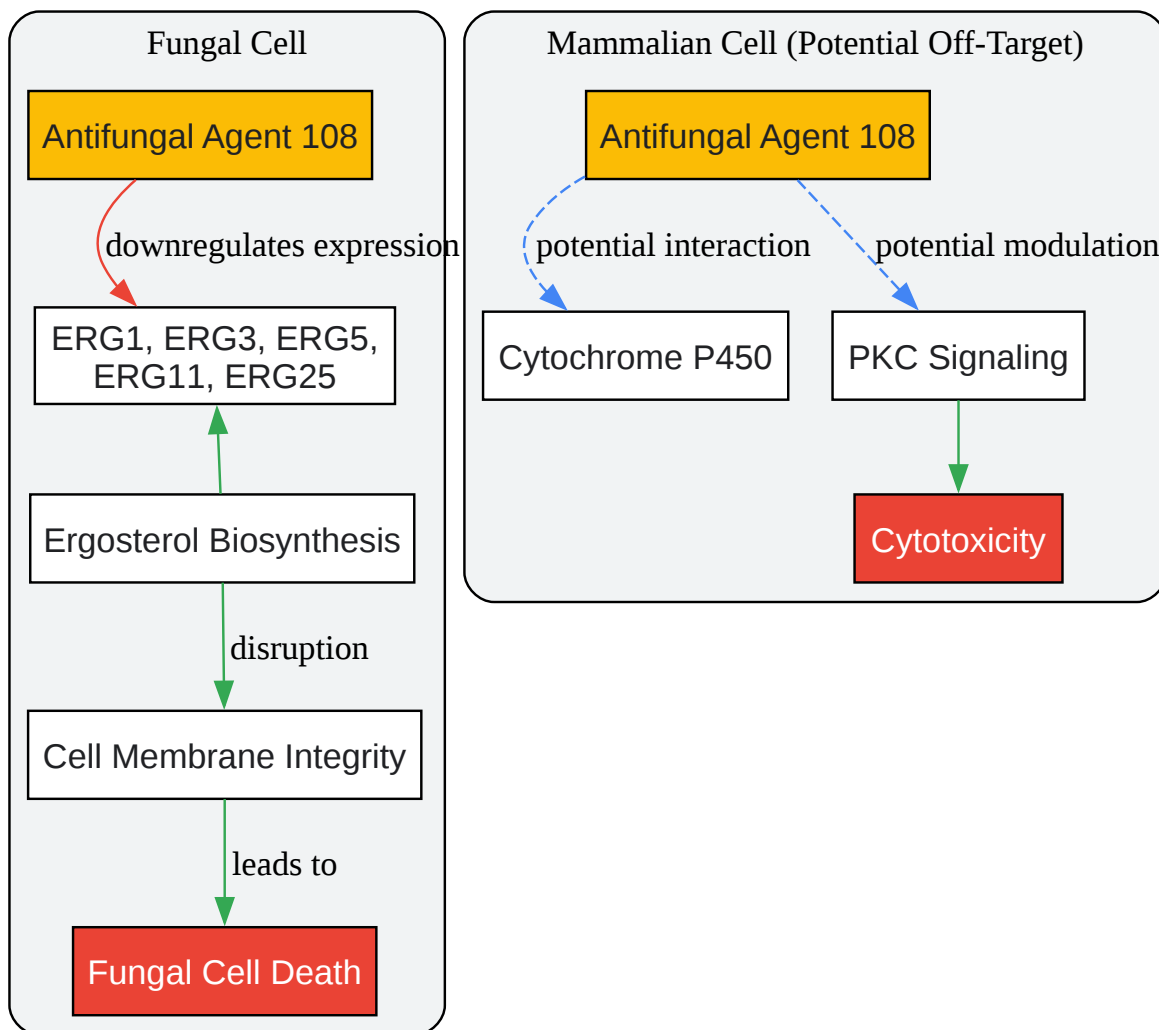 Fungal Cell
Antifungal Agent 108
downregulates expression
ERG1, ERG3, ERG5,
ERG11, ERG25
Ergosterol Biosynthesis
disruption
Cell Membrane Integrity
leads to
Fungal Cell Death
Mammalian Cell (Potential Off-Target)
Antifungal Agent 108
potential interaction
potential modulation
Cytochrome P450
PKC Signaling
Cytotoxicity